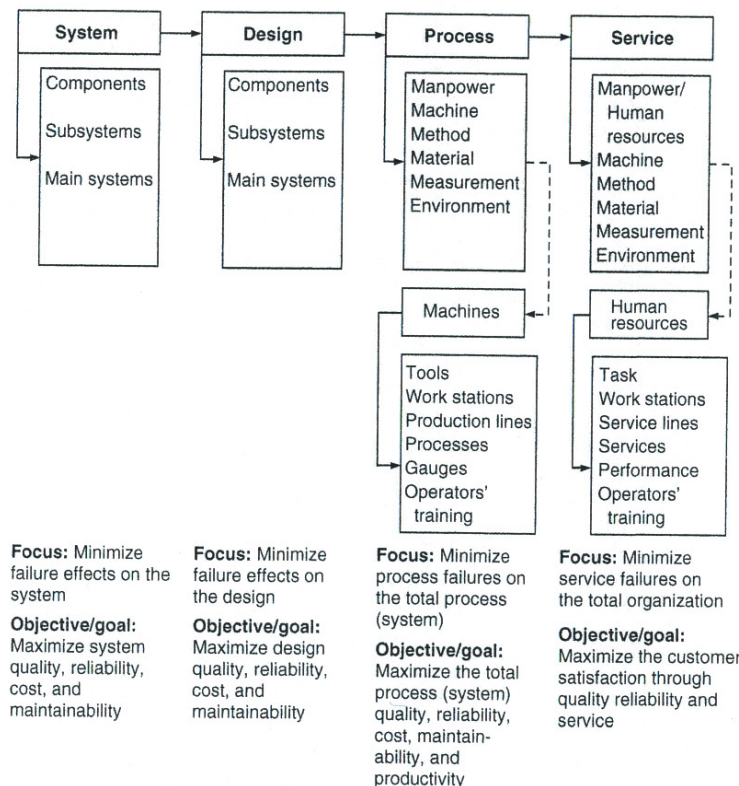 System
Design
Process
Service
Components
Subsystems
Main systems
Components
Subsystems
Main systems
Manpower
Machine
Method
Material
Measurement
Environment
Manpower/
Human
resources
Machine
Method
Material
Measurement
Environment
Machines
Human
resources
Tools
Work stations
Production lines
Processes
Gauges
Operators'
training
Task
Work stations
Service lines
Services
Performance
Operators'
training
Focus: Minimize
failure effects on the
system
Objective/goal:
Maximize system
quality, reliability,
cost, and
maintainability
Focus: Minimize
failure effects on
the design
Objective/goal:
Maximize design
quality, reliability,
cost, and
maintainability
Focus: Minimize
process failures on
the total process
(system)
Objective/goal:
Maximize the total
process (system)
quality, reliability,
cost, maintain-
ability, and
productivity
Focus: Minimize
service failures on
the total organization
Objective/goal:
Maximize the customer
satisfaction through
quality reliability and
service